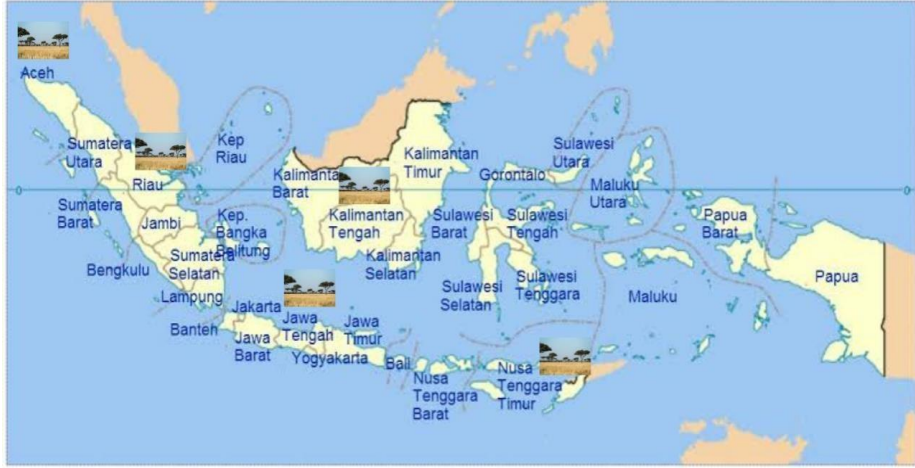 Aceh
Sumatera
Utara
Kep
Riau
Riau
Sumatera
Barat
Jambi
Kep.
Bangka
Belitung
Bengkulu
Sumatera
Selatan
Lampung
Jakarta
Banten
Jawa
Barat
Jawa
Tengah
Jawa
Timur
Yogyakarta
Bali
Nusa
Tenggara
Barat
Nusa
Tenggara
Timur
Kalimanta
Barat
Kalimantan
Tengah
Kalimantan
Timur
Kalimantan
Selatan
Gorontalo
Sulawesi
Utara
Sulawesi
Barat
Sulawesi
Tengah
Sulawesi
Selatan
Sulawesi
Tenggara
Maluku
Utara
Maluku
Papua
Barat
Papua
0
0